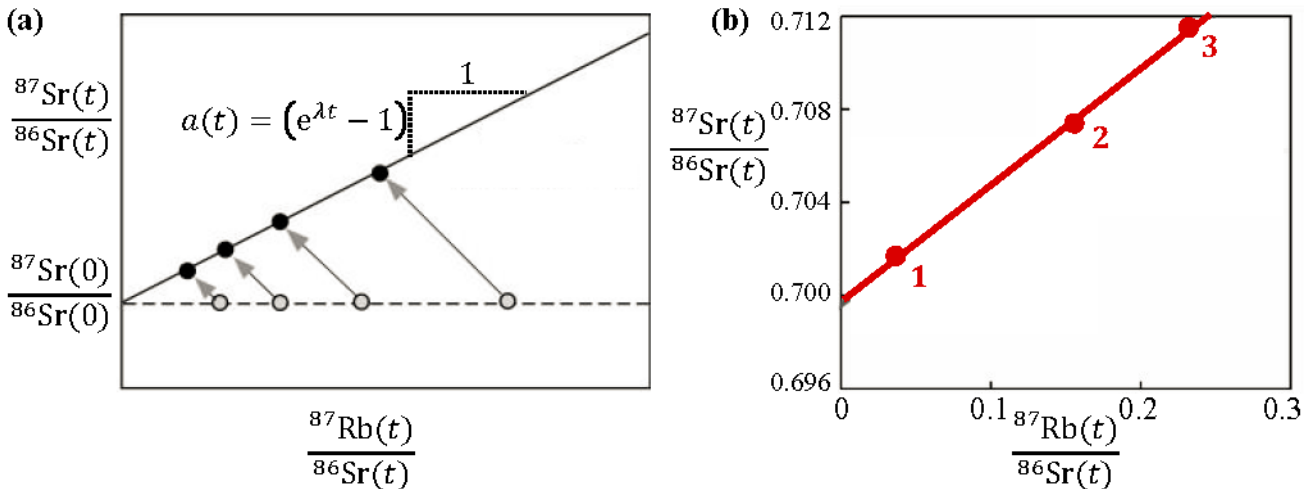 (a)
⁸⁷Sr(t)
⁸⁶Sr(t)
a(t) = (e^λt − 1)
1
⁸⁷Sr(0)
⁸⁶Sr(0)
⁸⁷Rb(t)
⁸⁶Sr(t)
(b)
0.712
0.708
0.704
0.700
0.696
⁸⁷Sr(t)
⁸⁶Sr(t)
1
2
3
0
0.1
0.2
0.3
⁸⁷Rb(t)
⁸⁶Sr(t)